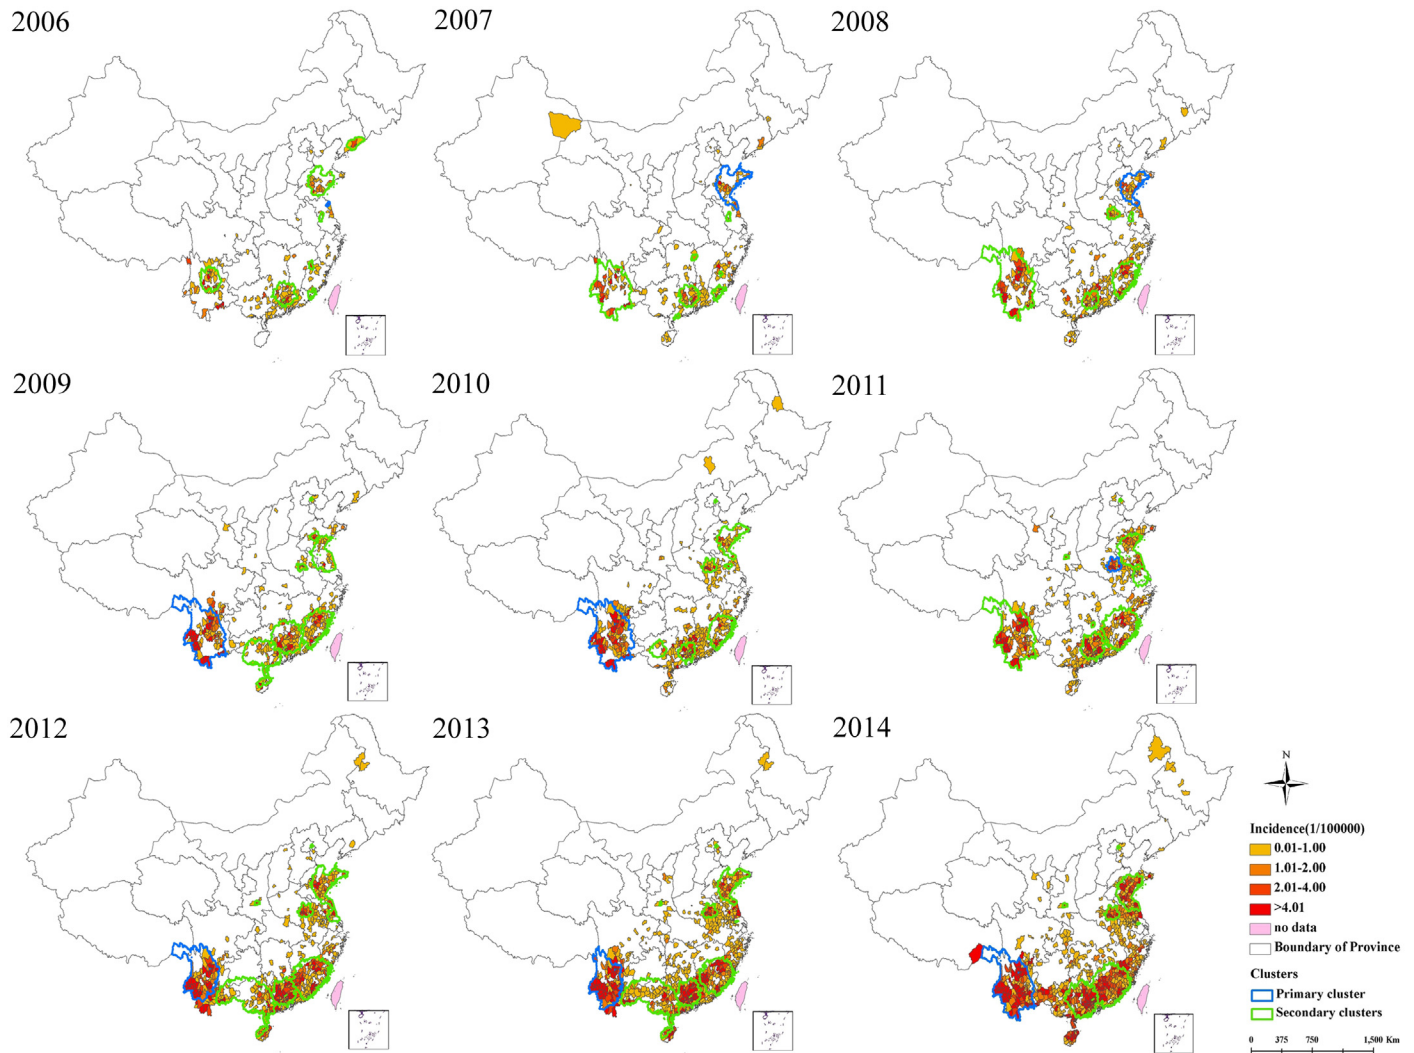 2006
2007
2008
2009
2010
2011
2012
2013
2014
N
Incidence(1/100000)
0.01-1.00
1.01-2.00
2.01-4.00
>4.01
no data
Boundary of Province
Clusters
Primary cluster
Secondary clusters
0 375 750 1,500 Km